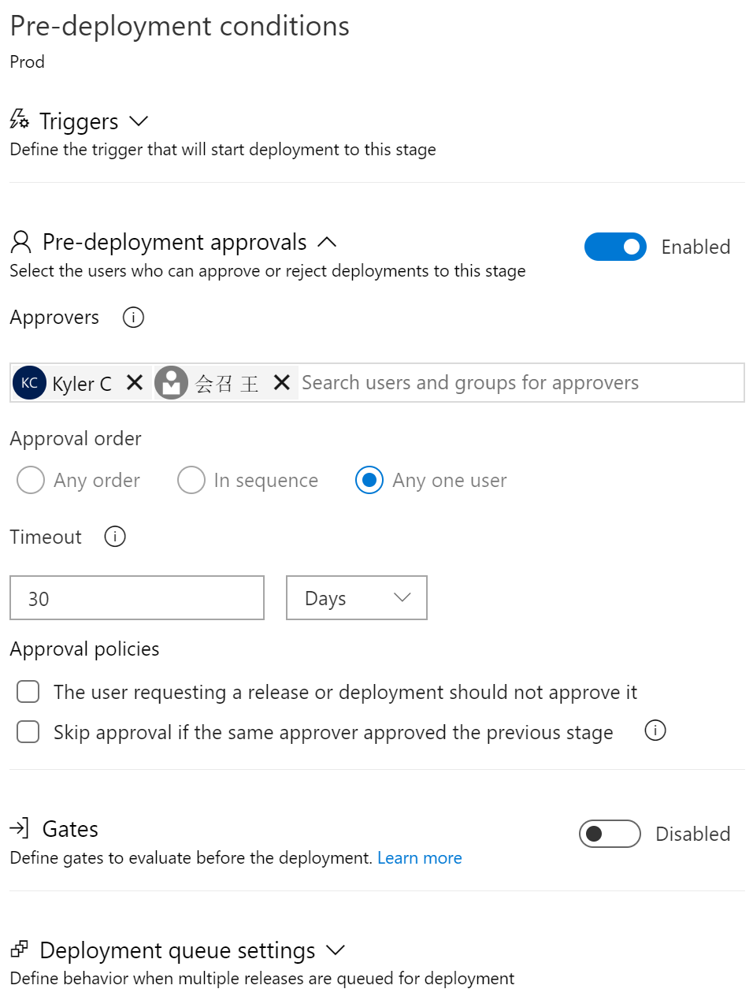 Pre-deployment conditions
Prod
Triggers
Define the trigger that will start deployment to this stage
Pre-deployment approvals
Enabled
Select the users who can approve or reject deployments to this stage
Approvers
KC Kyler C 会召 王 Search users and groups for approvers
Approval order
Any order In sequence Any one user
Timeout
30 Days
Approval policies
The user requesting a release or deployment should not approve it
Skip approval if the same approver approved the previous stage
Gates
Disabled
Define gates to evaluate before the deployment. Learn more
Deployment queue settings
Define behavior when multiple releases are queued for deployment